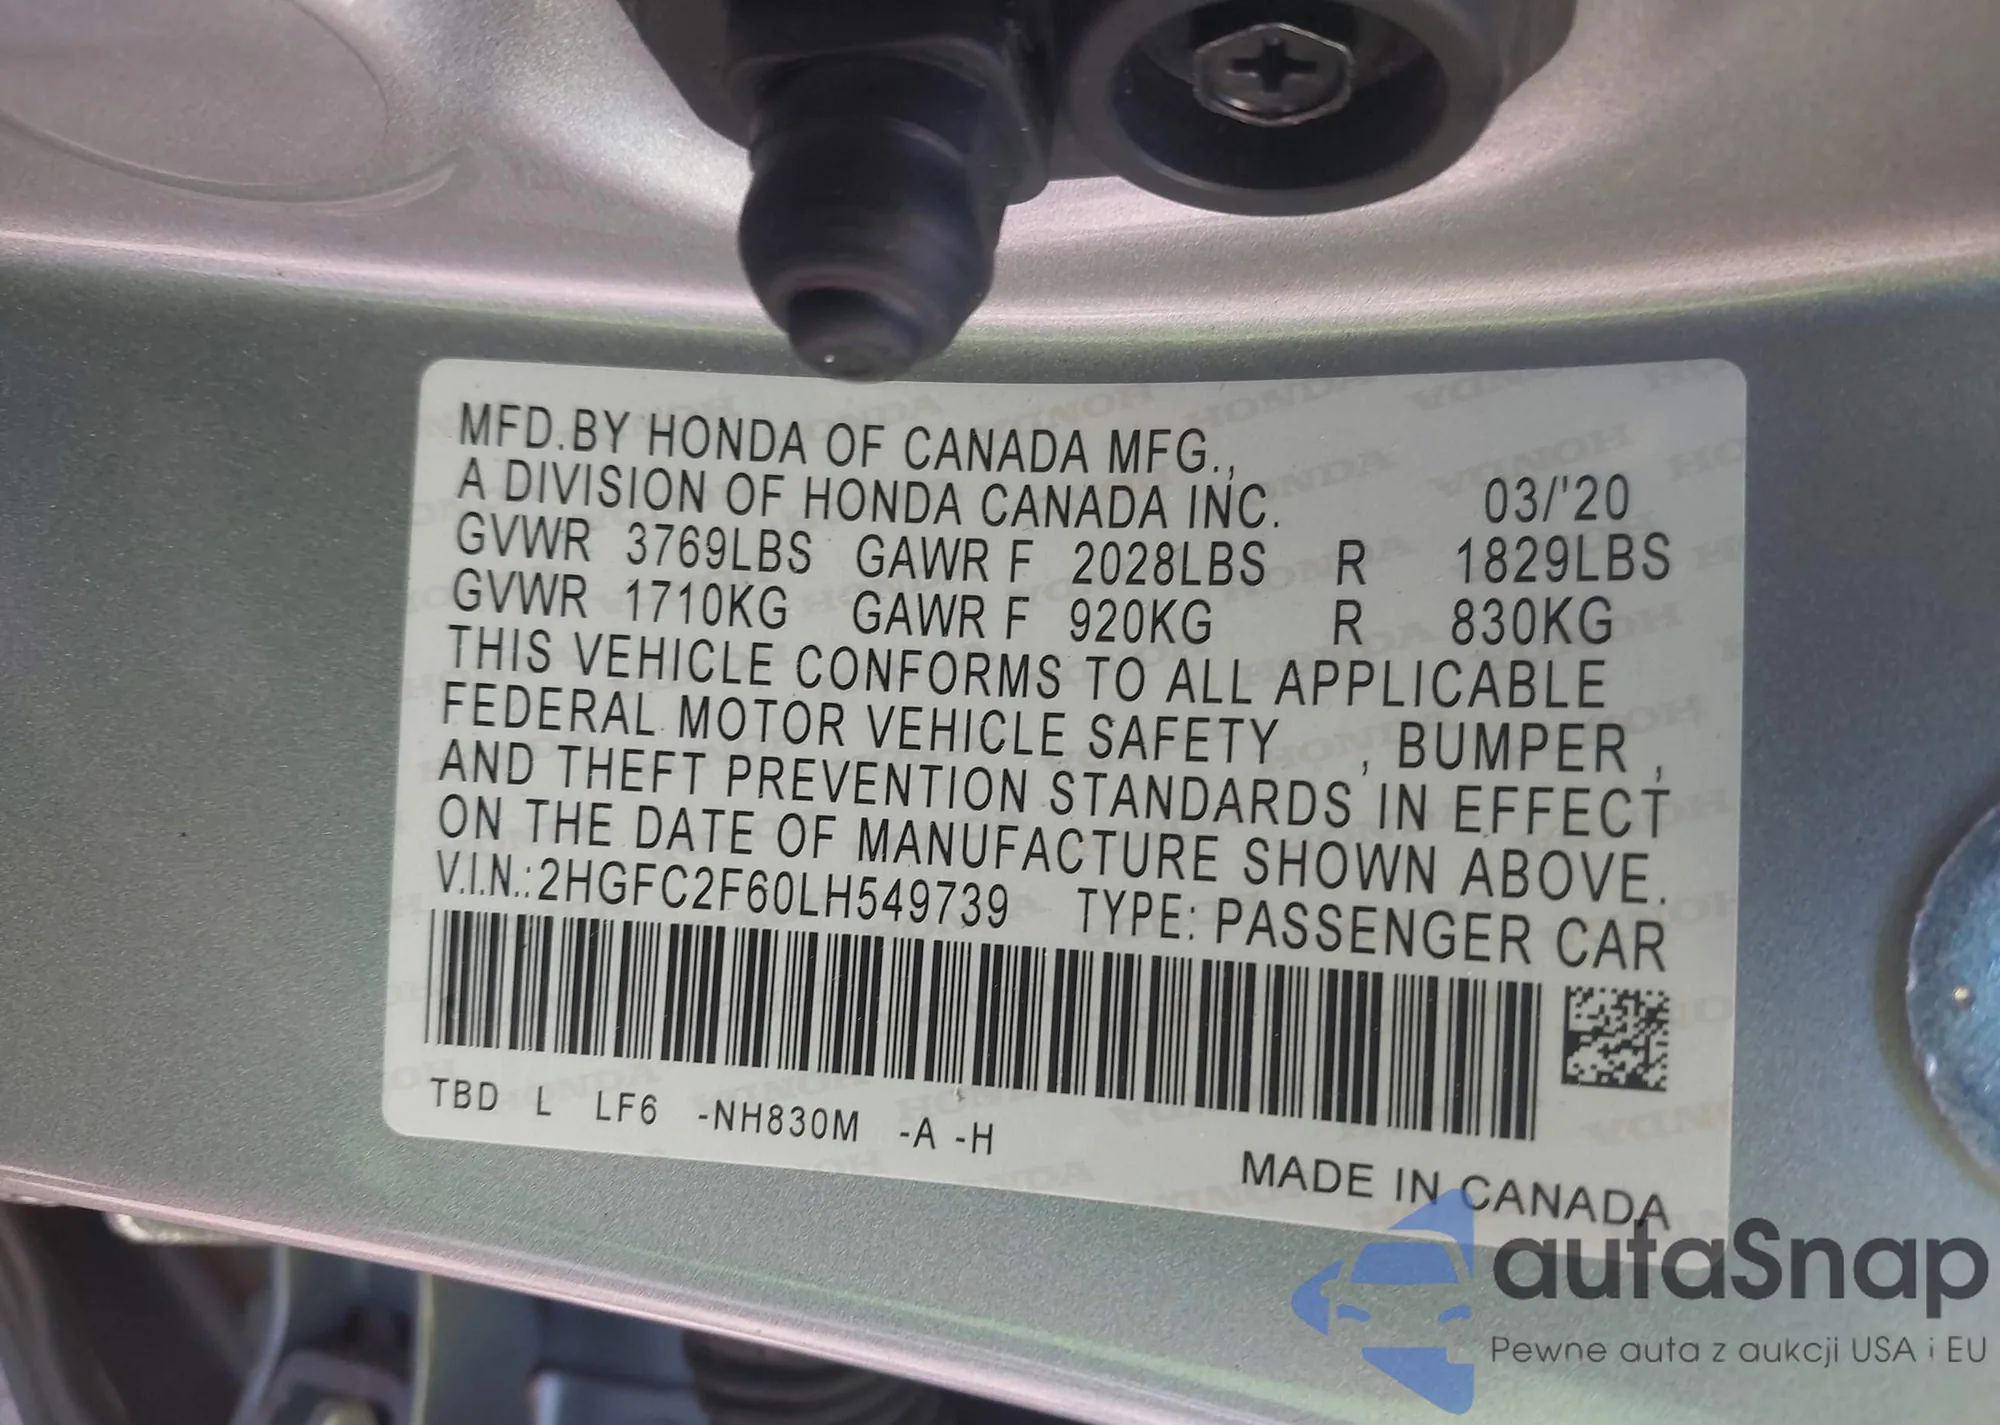 MFD.BY HONDA OF CANADA MFG.,
A DIVISION OF HONDA CANADA INC. 03/'20
GVWR 3769LBS GAWR F 2028LBS R 1829LBS
GVWR 1710KG GAWR F 920KG R 830KG
THIS VEHICLE CONFORMS TO ALL APPLICABLE
FEDERAL MOTOR VEHICLE SAFETY , BUMPER ,
AND THEFT PREVENTION STANDARDS IN EFFECT
ON THE DATE OF MANUFACTURE SHOWN ABOVE.
V.I.N.:2HGFC2F60LH549739 TYPE: PASSENGER CAR
TBD L LF6 -NH830M -A -H
MADE IN CANADA
autaSnap
Pewne auta z aukcji USA i EU